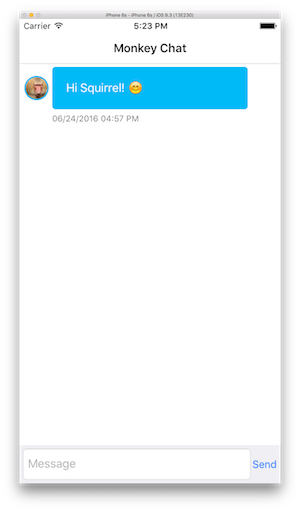 iPhone 6s - iPhone 6s / iOS 9.3 (13E230)
Carrier 5:23 PM
Monkey Chat
Hi Squirrel! 😊
06/24/2016 04:57 PM
Message Send